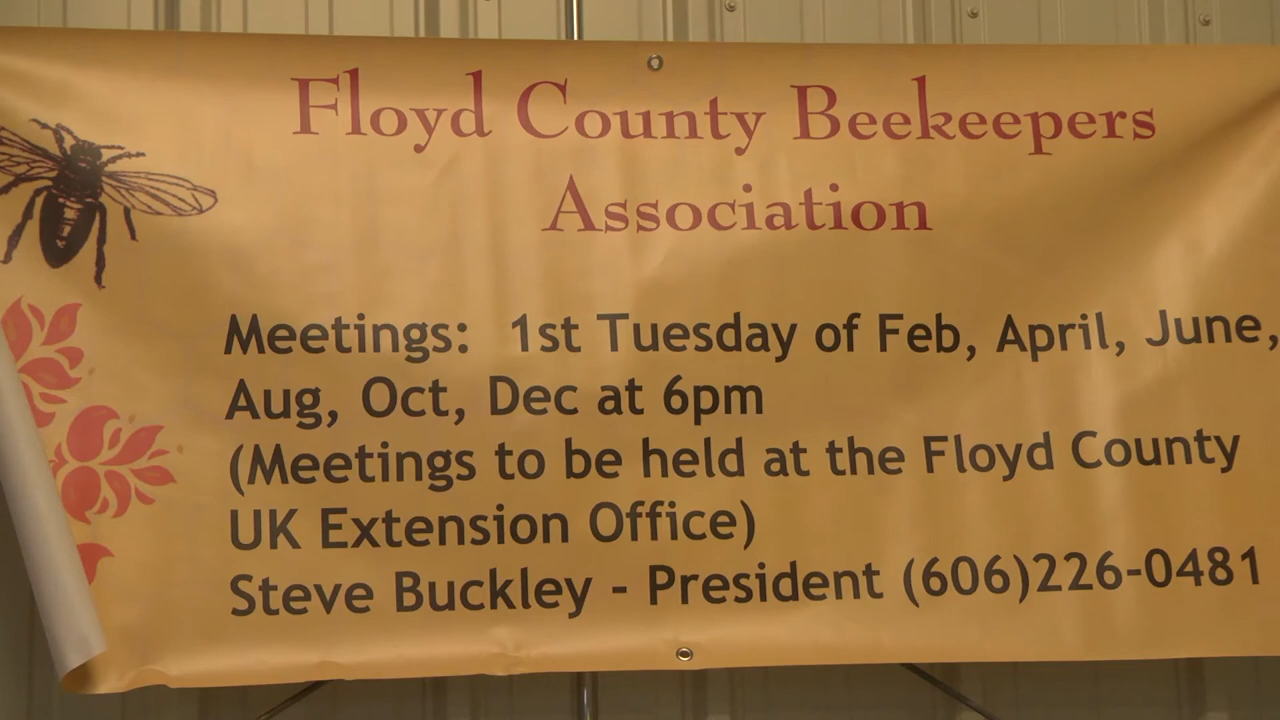 Floyd County Beekeepers
Association
Meetings: 1st Tuesday of Feb, April, June,
Aug, Oct, Dec at 6pm
(Meetings to be held at the Floyd County
UK Extension Office)
Steve Buckley - President (606)226-0481